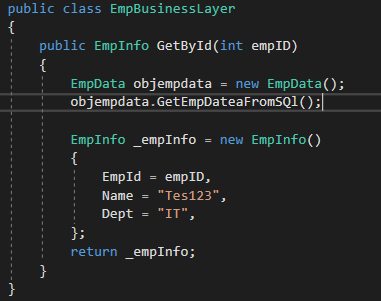 public class EmpBusinessLayer
{
public EmpInfo GetById(int empID)
{
EmpData objempdata = new EmpData();
objempdata.GetEmpDateaFromSQl();
EmpInfo _empInfo = new EmpInfo()
{
EmpId = empID,
Name = "Tes123",
Dept = "IT",
};
return _empInfo;
}
}